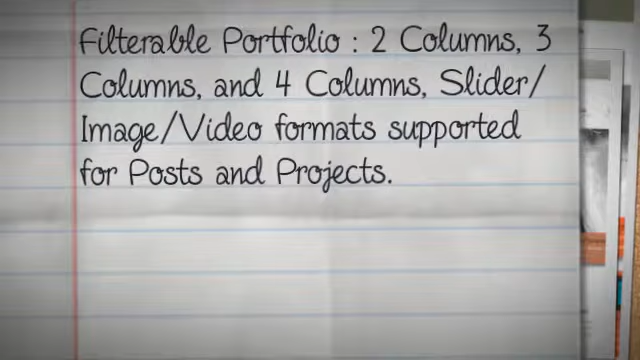 Filterable Portfolio : 2 Columns, 3
Columns, and 4 Columns, Slider/
Image/Video formats supported
for Posts and Projects.